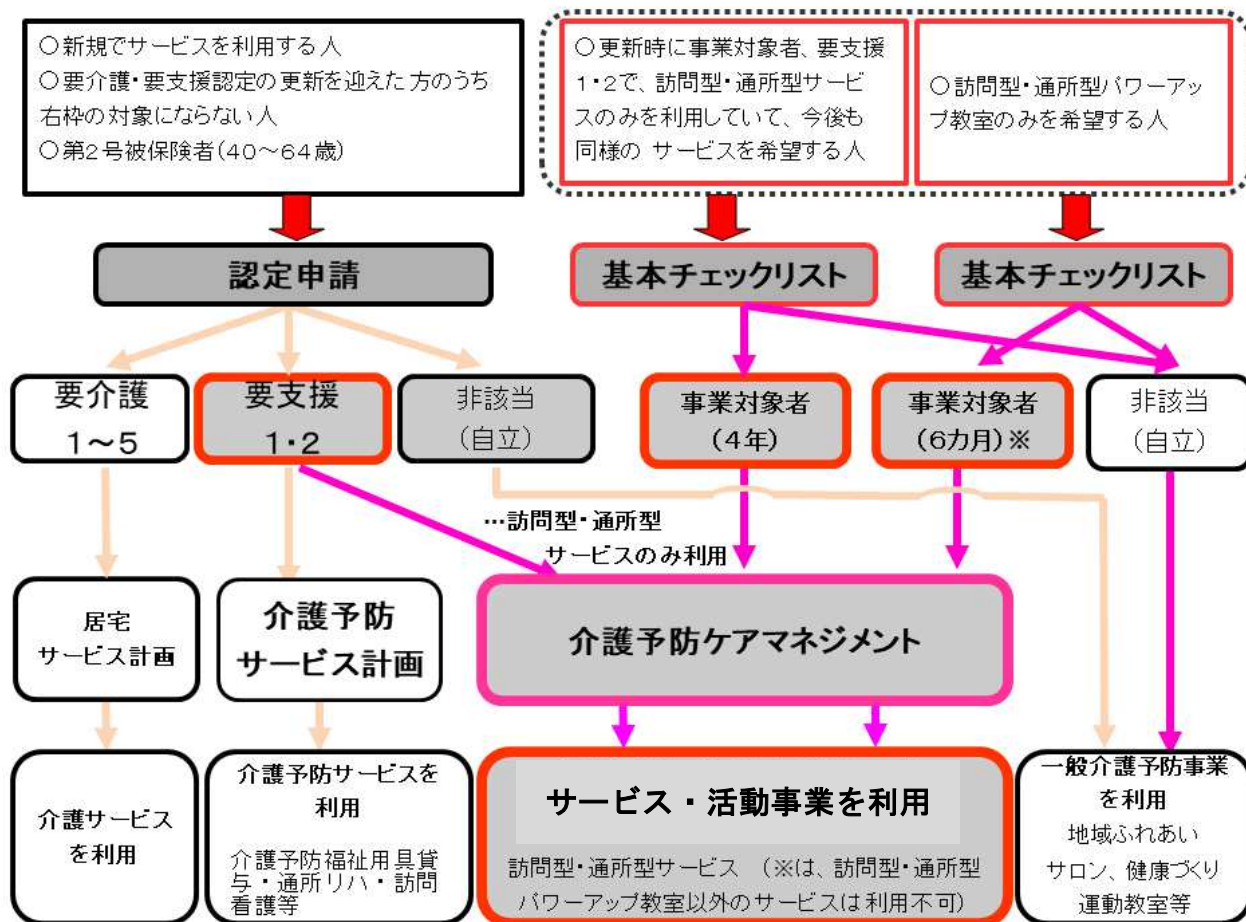 ○新規でサービスを利用する人
○要介護・要支援認定の更新を迎えた方のうち
右枠の対象にならない人
○第2号被保険者(40～64歳)
○更新時に事業対象者、要支援
1・2で、訪問型・通所型サービ
スのみを利用していて、今後も
同様の サービスを希望する人
○訪問型・通所型パワーアッ
プ教室のみを希望する人
認定申請
基本チェックリスト
基本チェックリスト
要介護
1～5
要支援
1・2
非該当
(自立)
事業対象者
(4年)
事業対象者
(6カ月)※
非該当
(自立)
…訪問型・通所型
サービスのみ利用
居宅
サービス計画
介護予防
サービス計画
介護予防ケアマネジメント
介護サービス
を利用
介護予防サービスを
利用
介護予防福祉用具貸
与・通所リハ・訪問
看護等
サービス・活動事業を利用
訪問型・通所型サービス (※は、訪問型・通所型
パワーアップ教室以外のサービスは利用不可)
一般介護予防事業
を利用
地域ふれあい
サロン、健康づくり
運動教室等